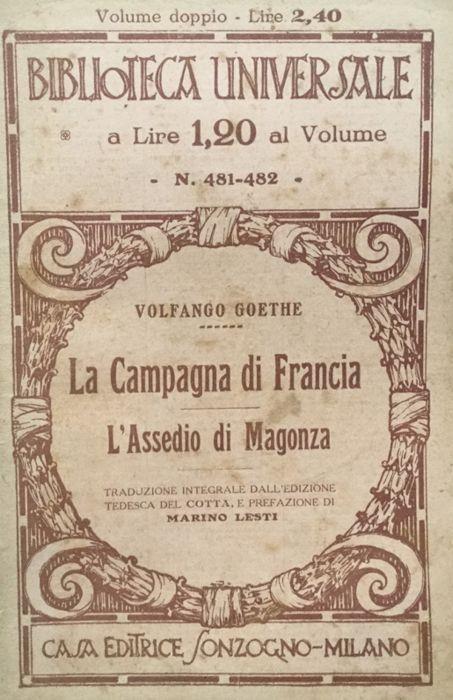 Volume doppio - Lire 2,40
BIBLIOTECA UNIVERSALE
a Lire 1,20 al Volume
- N. 481-482 -
VOLFANGO GOETHE
La Campagna di Francia
L'Assedio di Magonza
TRADUZIONE INTEGRALE DALL'EDIZIONE
TEDESCA DEL COTTA, E PREFAZIONE DI
MARINO LESTI
CASA EDITRICE SONZOGNO-MILANO